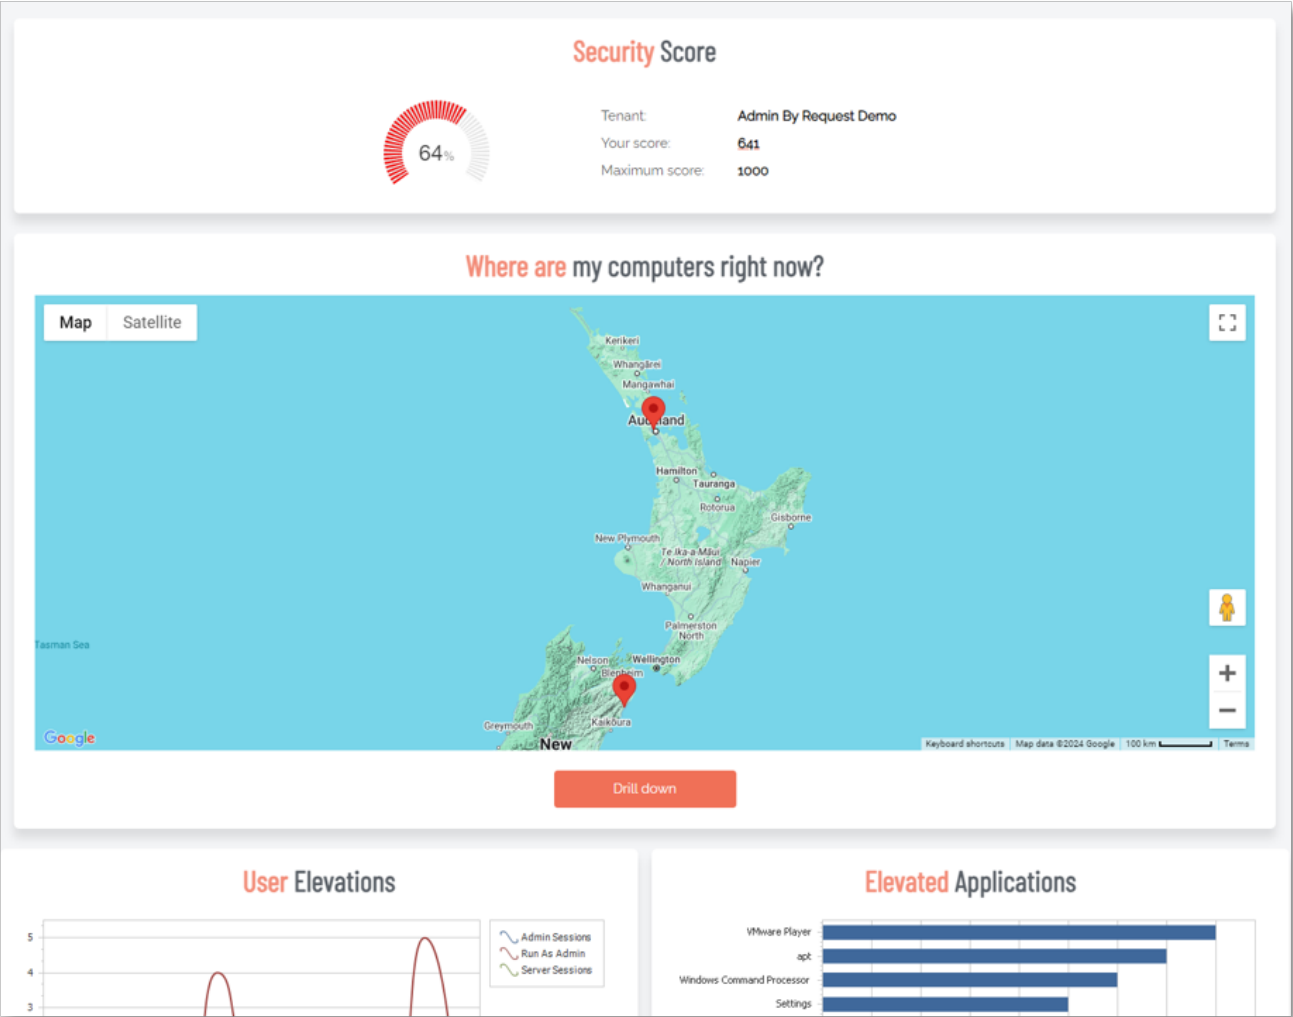 Security Score
64%
Tenant: Admin By Request Demo
Your score: 641
Maximum score: 1000
Where are my computers right now?
Map Satellite
Kerikeri
Whangārei
Mangawhai
Auckland
Hamilton
Tauranga
Rotorua
Gisborne
New Plymouth
Te Ika-a-Māui
/ North Island
Napier
Whanganui
Palmerston
North
Tasman Sea
Nelson
Wellington
Blenheim
Kaikōura
Greymouth
New
Google
Keyboard shortcuts Map data ©2024 Google 100 km Terms
Drill down
User Elevations
5
4
3
Admin Sessions
Run As Admin
Server Sessions
Elevated Applications
VMware Player
apt
Windows Command Processor
Settings